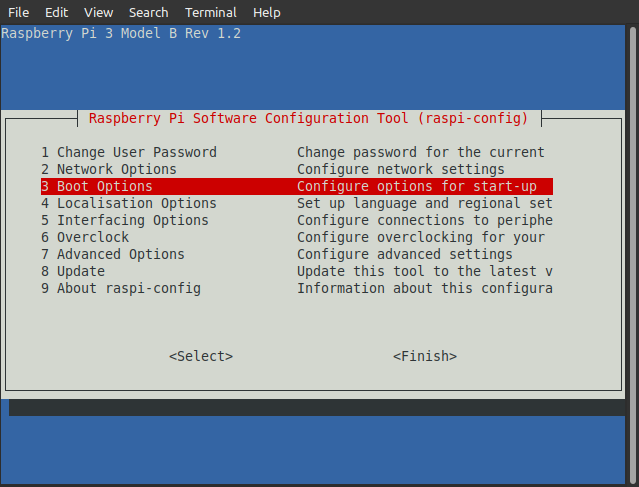 File Edit View Search Terminal Help
Raspberry Pi 3 Model B Rev 1.2
Raspberry Pi Software Configuration Tool (raspi-config)
1 Change User Password Change password for the current
2 Network Options Configure network settings
3 Boot Options Configure options for start-up
4 Localisation Options Set up language and regional set
5 Interfacing Options Configure connections to periphe
6 Overclock Configure overclocking for your
7 Advanced Options Configure advanced settings
8 Update Update this tool to the latest v
9 About raspi-config Information about this configura
<Select> <Finish>